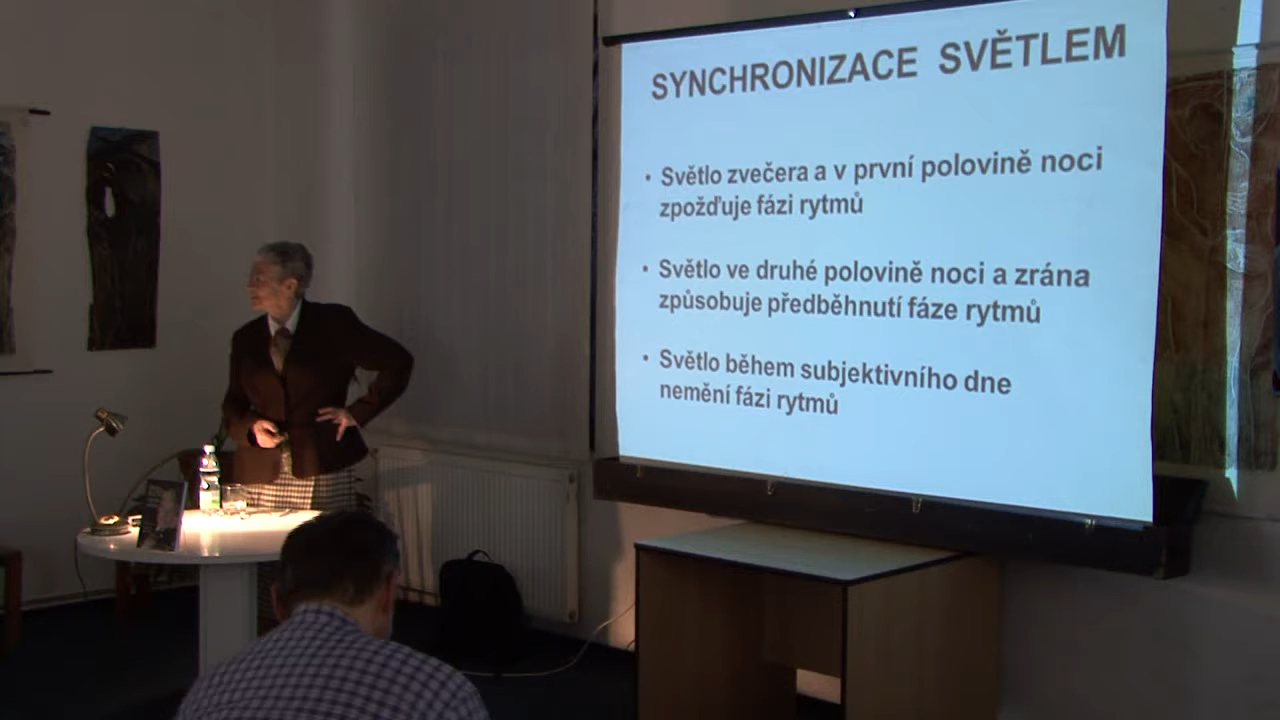 SYNCHRONIZACE SVĚTLEM
• Světlo zvečera a v první polovině noci
zpožďuje fázi rytmů
• Světlo ve druhé polovině noci a zrána
způsobuje předběhnutí fáze rytmů
• Světlo během subjektivního dne
nemění fázi rytmů